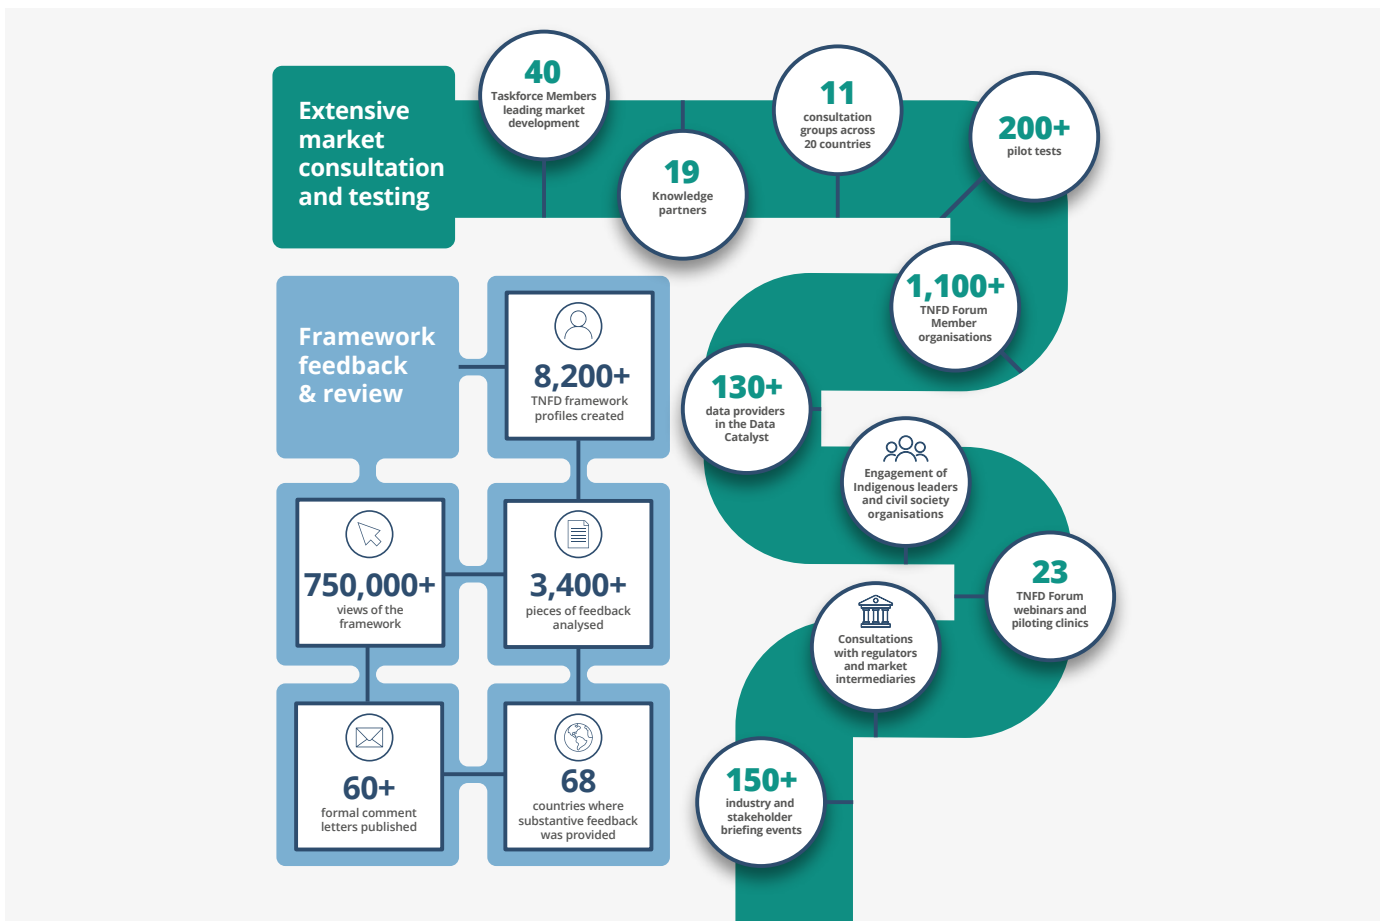 Extensive
market
consultation
and testing
40
Taskforce Members
leading market
development
19
Knowledge
partners
11
consultation
groups across
20 countries
200+
pilot tests
1,100+
TNFD Forum
Member
organisations
130+
data providers
in the Data
Catalyst
Engagement of
Indigenous leaders
and civil society
organisations
23
TNFD Forum
webinars and
piloting clinics
Consultations
with regulators
and market
intermediaries
150+
industry and
stakeholder
briefing events
Framework
feedback
& review
8,200+
TNFD framework
profiles created
750,000+
views of the
framework
3,400+
pieces of feedback
analysed
60+
formal comment
letters published
68
countries where
substantive feedback
was provided